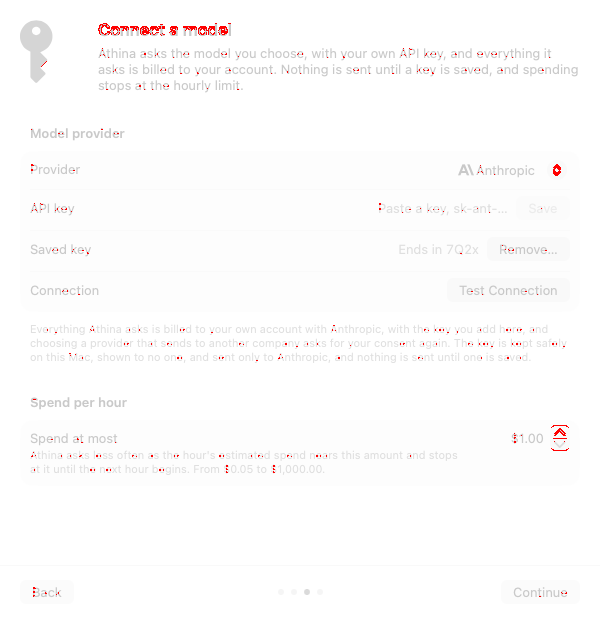 Connect a model
Athina asks the model you choose, with your own API key, and everything it
asks is billed to your account. Nothing is sent until a key is saved, and spending
stops at the hourly limit.
Model provider
Provider
Anthropic
API key
Paste a key, sk-ant-...
Save
Saved key
Ends in 7Q2x
Remove...
Connection
Test Connection
Everything Athina asks is billed to your own account with Anthropic, with the key you add here, and
choosing a provider that sends to another company asks for your consent again. The key is kept safely
on this Mac, shown to no one, and sent only to Anthropic, and nothing is sent until one is saved.
Spend per hour
Spend at most
$1.00
Athina asks less often as the hour's estimated spend nears this amount and stops
at it until the next hour begins. From $0.05 to $1,000.00.
Back
Continue